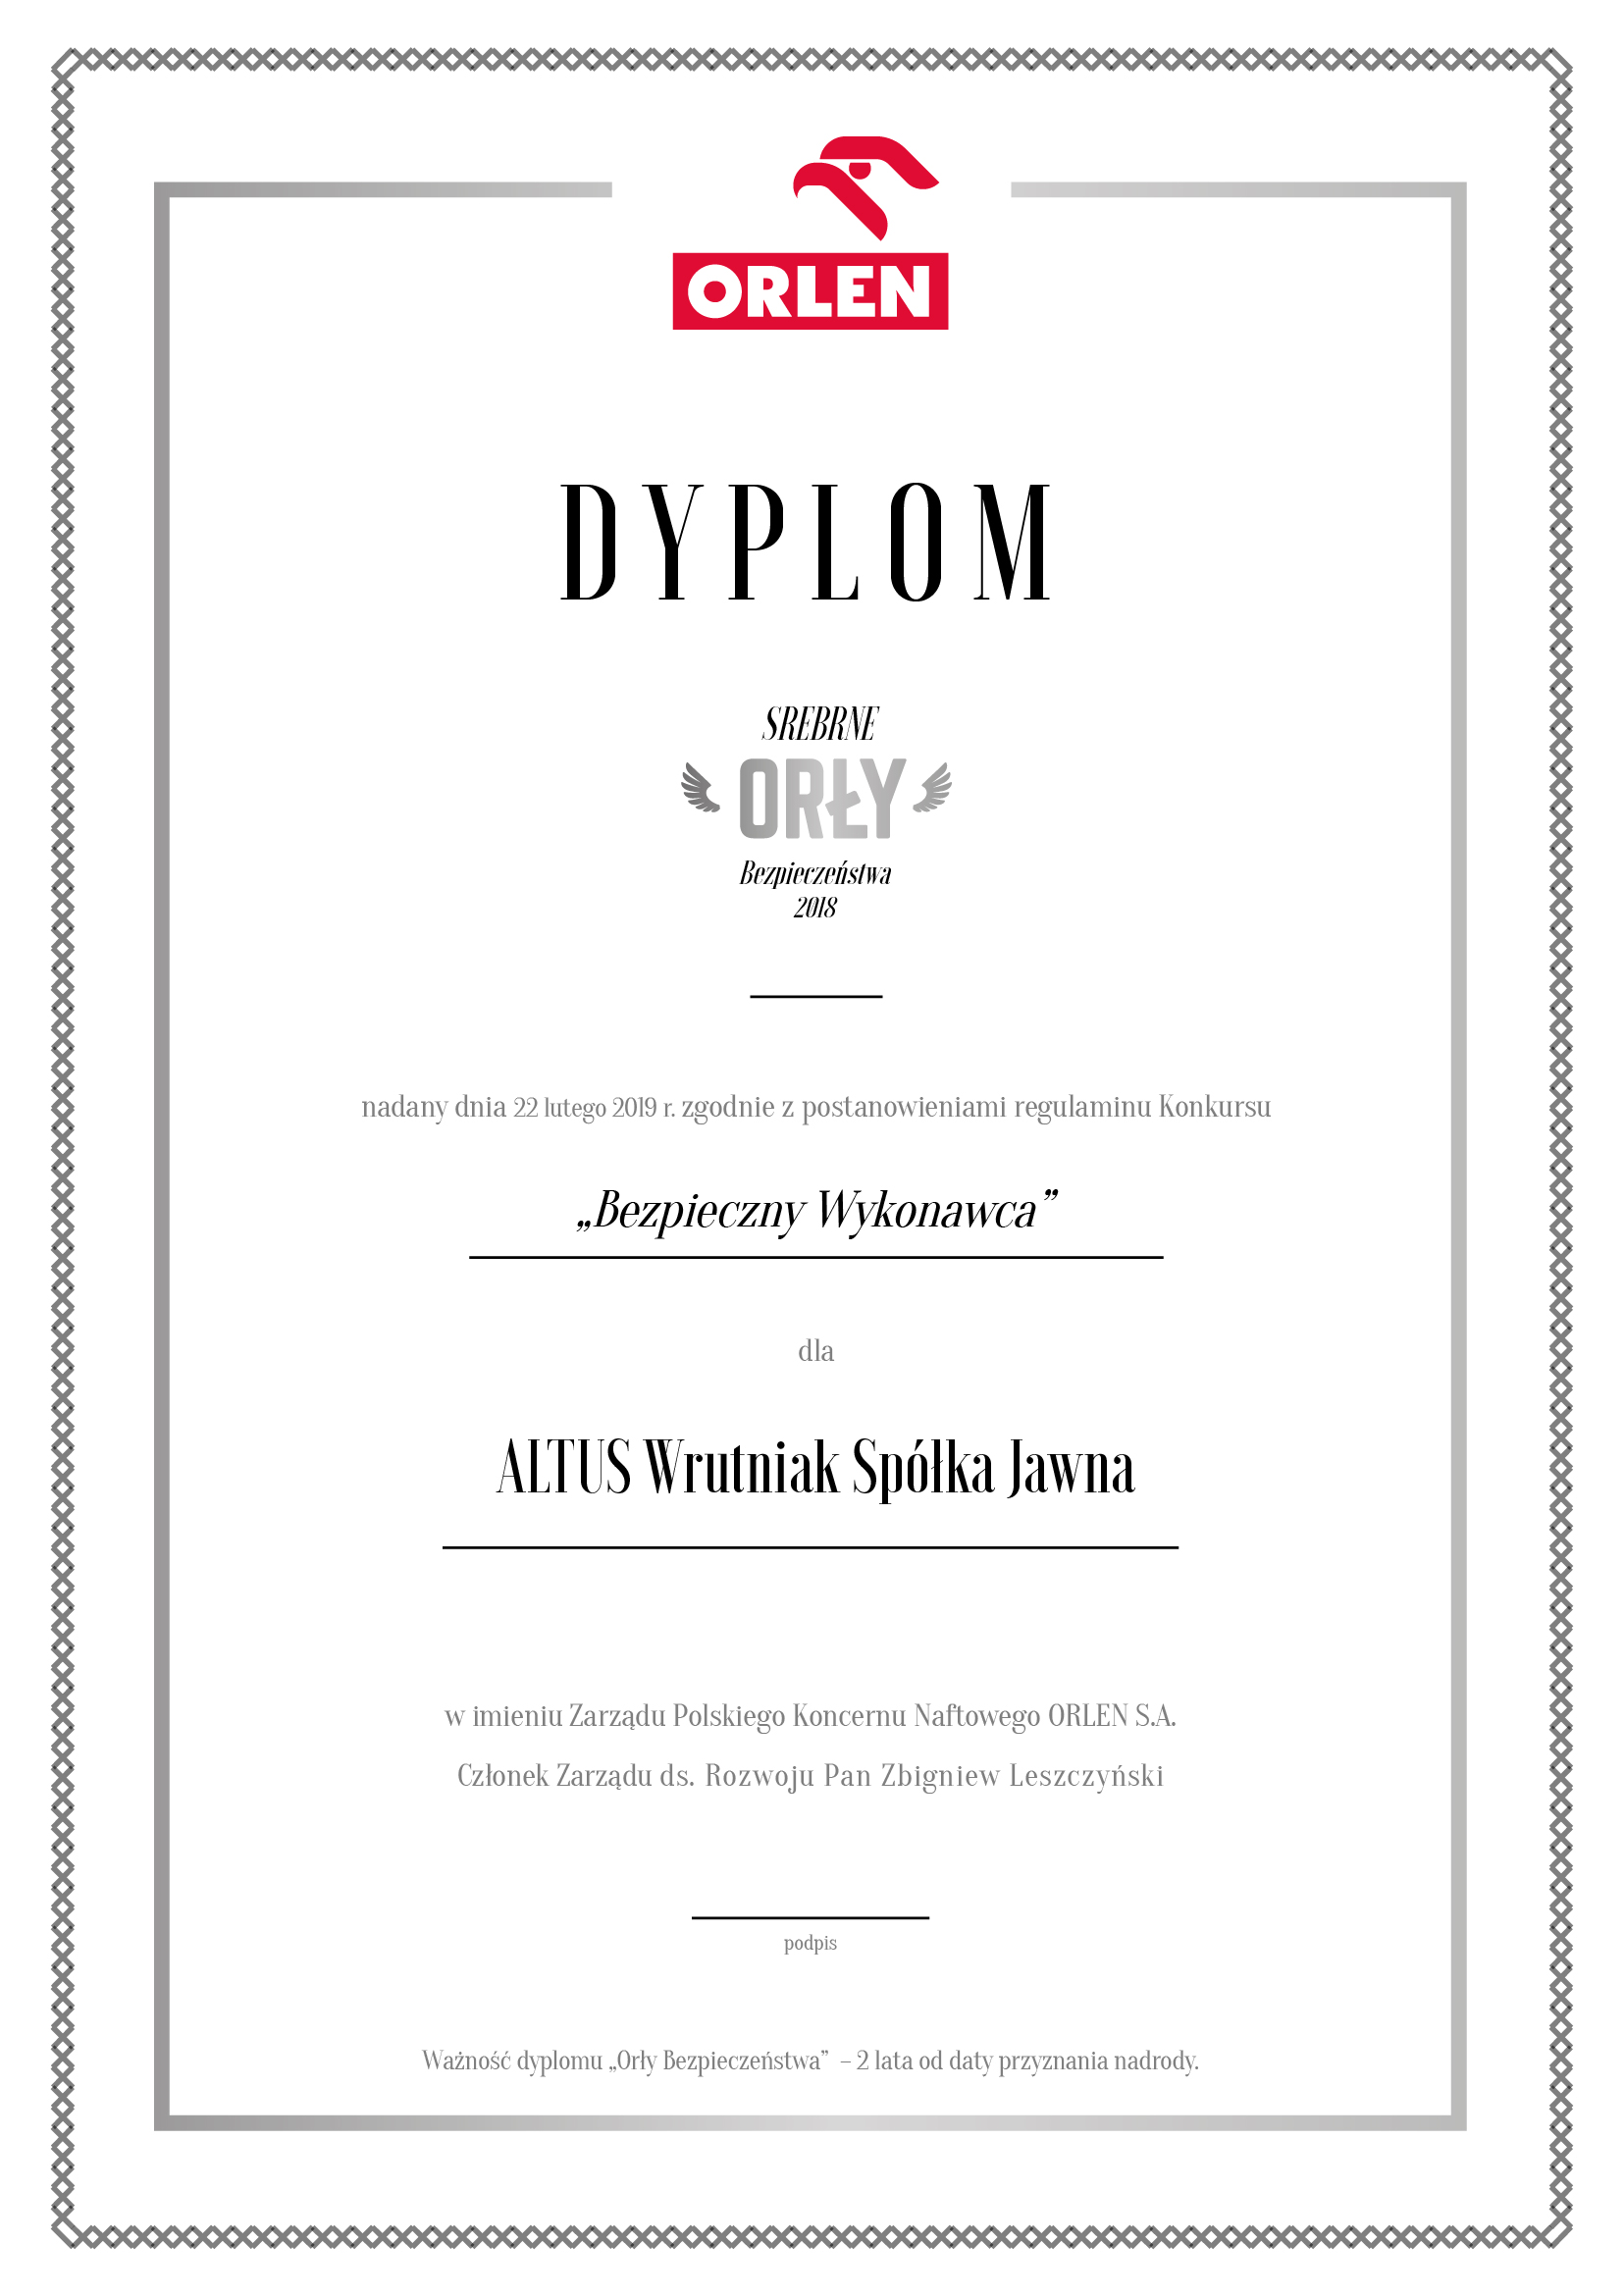 ORLEN
DYPLOM
SREBRNE
ORŁY
Bezpieczeństwa
2018
nadany dnia 22 lutego 2019 r. zgodnie z postanowieniami regulaminu Konkursu
„Bezpieczny Wykonawca”
dla
ALTUS Wrutniak Spółka Jawna
w imieniu Zarządu Polskiego Koncernu Naftowego ORLEN S.A.
Członek Zarządu ds. Rozwoju Pan Zbigniew Leszczyński
podpis
Ważność dyplomu „Orły Bezpieczeństwa” – 2 lata od daty przyznania nadrody.